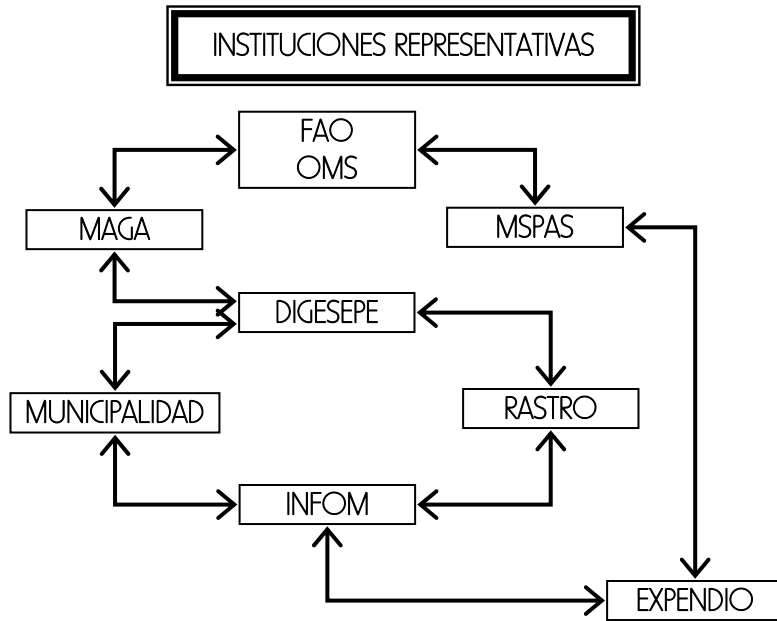 INSTITUCIONES REPRESENTATIVAS
FAO
OMS
MAGA
MSPAS
DIGESEPE
MUNICIPALIDAD
RASTRO
INFOM
EXPENDIO